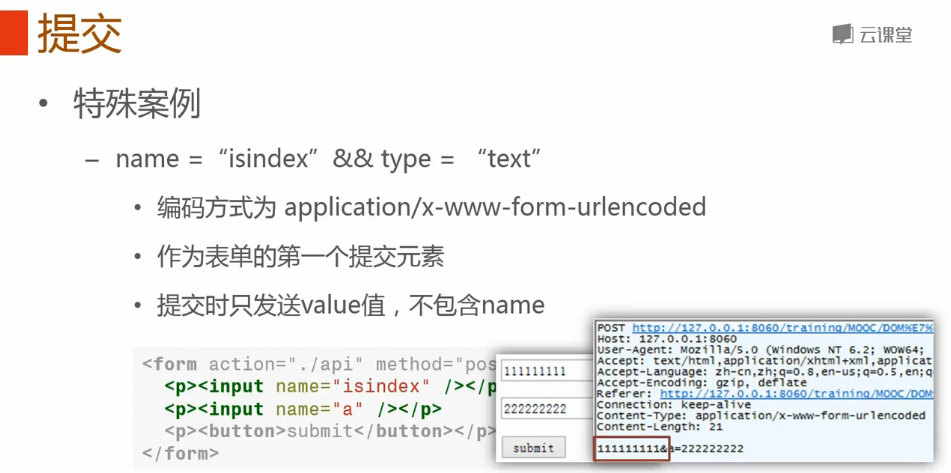 提交
云课堂
• 特殊案例
– name = “isindex” && type = “text”
• 编码方式为 application/x-www-form-urlencoded
• 作为表单的第一个提交元素
• 提交时只发送value值，不包含name
<form action="./api" method="pos
<p><input name="isindex" /></p
<p><input name="a" /></p>
<p><button>submit</button></p>
</form>
111111111
222222222
submit
POST http://127.0.0.1:8060/training/MOOC/DOM%E7%
Host: 127.0.0.1:8060
User-Agent: Mozilla/5.0 (Windows NT 6.2; WOW64;
Accept: text/html,application/xhtml+xml,applicat
Accept-Language: zh-cn,zh;q=0.8,en-us;q=0.5,en;q
Accept-Encoding: gzip, deflate
Referer: http://127.0.0.1:8060/training/MOOC/DOM
Connection: keep-alive
Content-Type: application/x-www-form-urlencoded
Content-Length: 21
111111111&a=222222222